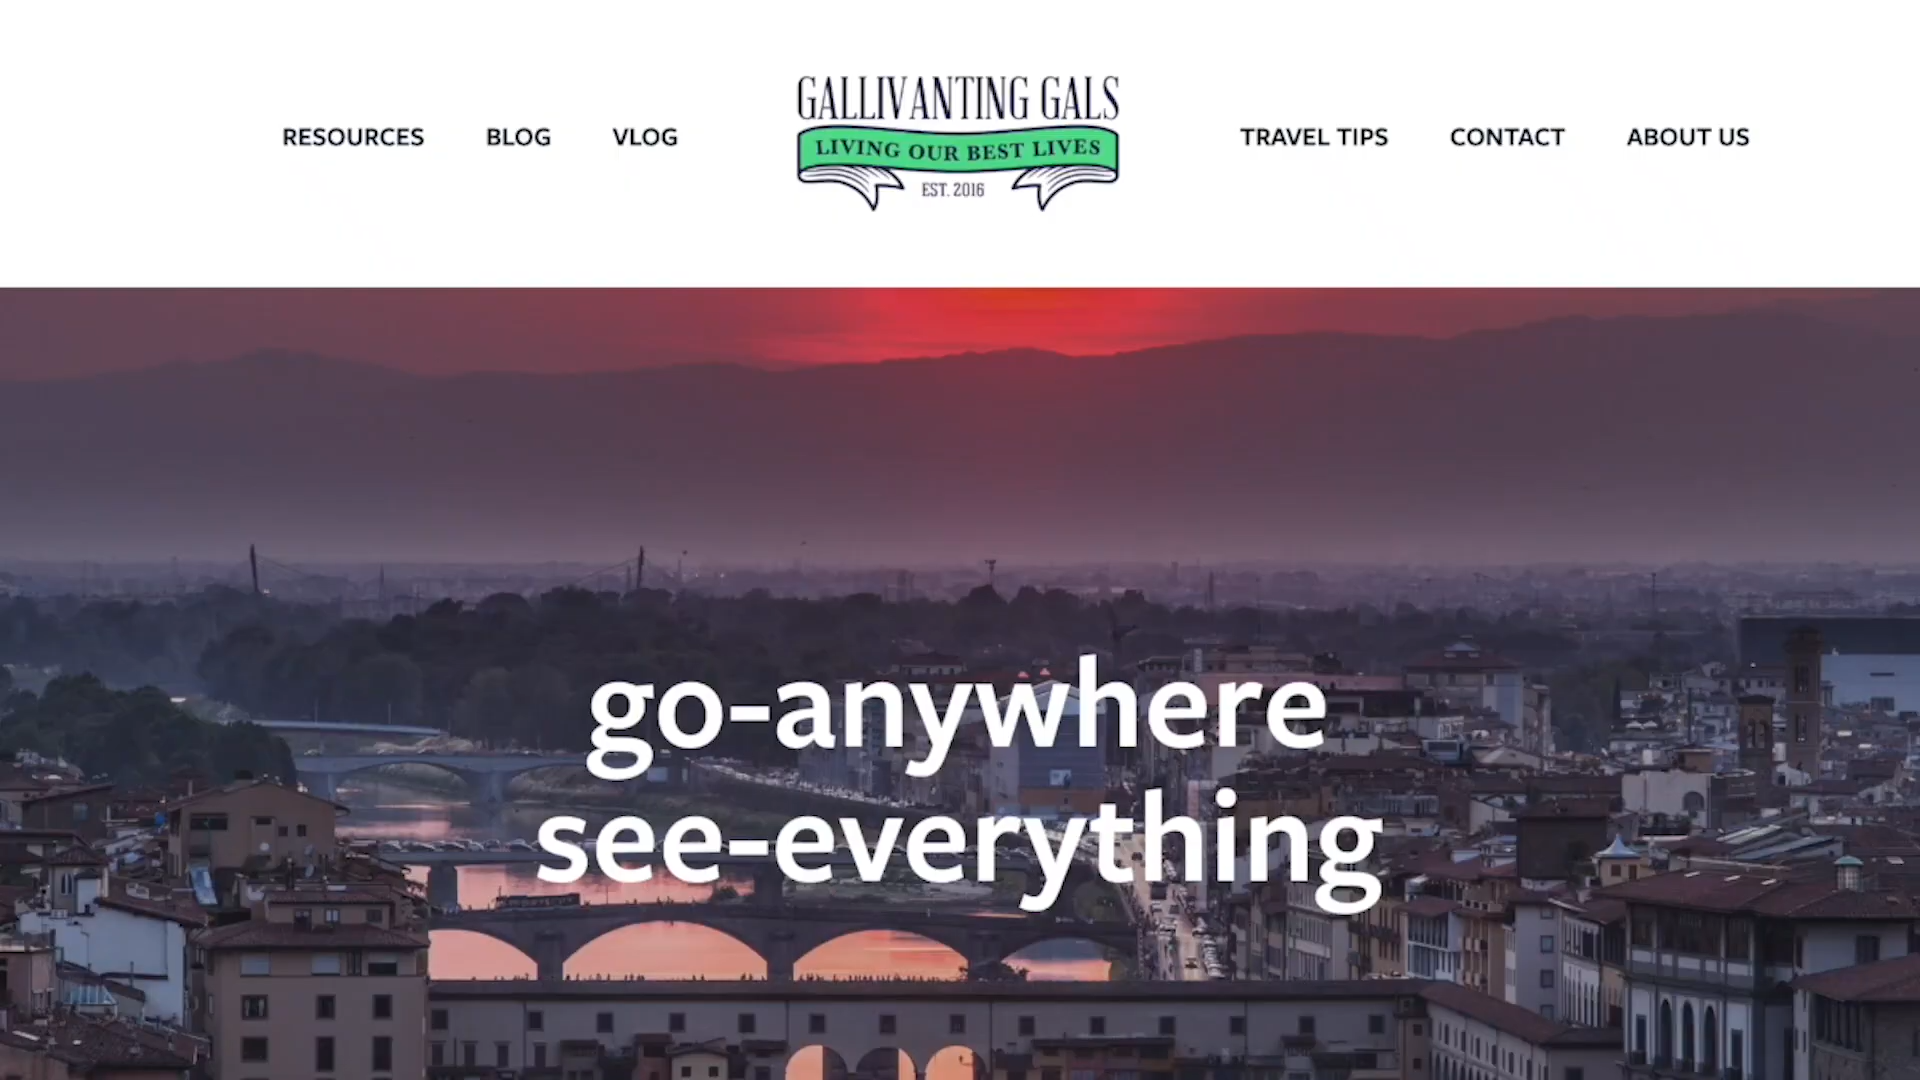 RESOURCES
BLOG
VLOG
GALLIVANTING GALS
LIVING OUR BEST LIVES
EST. 2016
TRAVEL TIPS
CONTACT
ABOUT US
go-anywhere
see-everything